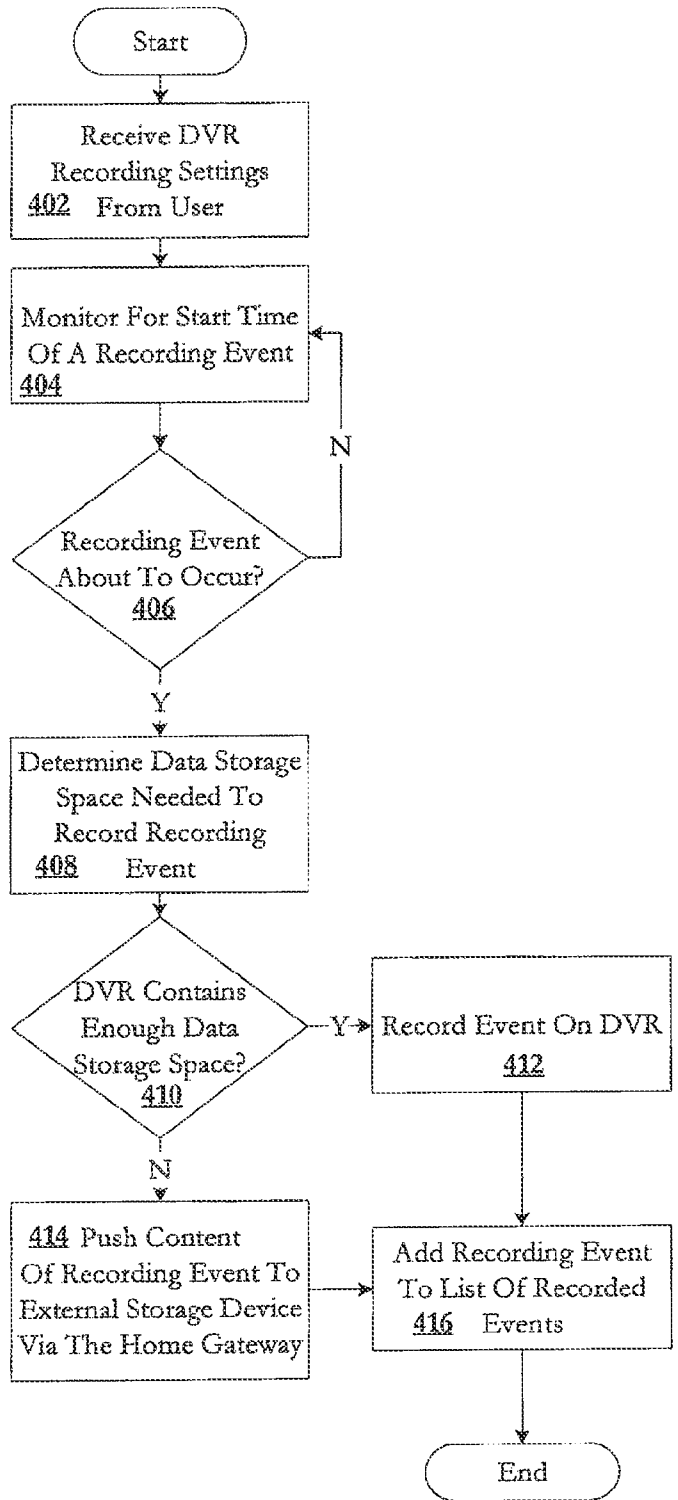 Start
Receive DVR
Recording Settings
402 From User
Monitor For Start Time
Of A Recording Event
404
N
Recording Event
About To Occur?
406
Y
Determine Data Storage
Space Needed To
Record Recording
408 Event
DVR Contains
Enough Data
Storage Space?
410
Y
Record Event On DVR
412
N
414 Push Content
Of Recording Event To
External Storage Device
Via The Home Gateway
Add Recording Event
To List Of Recorded
416 Events
End